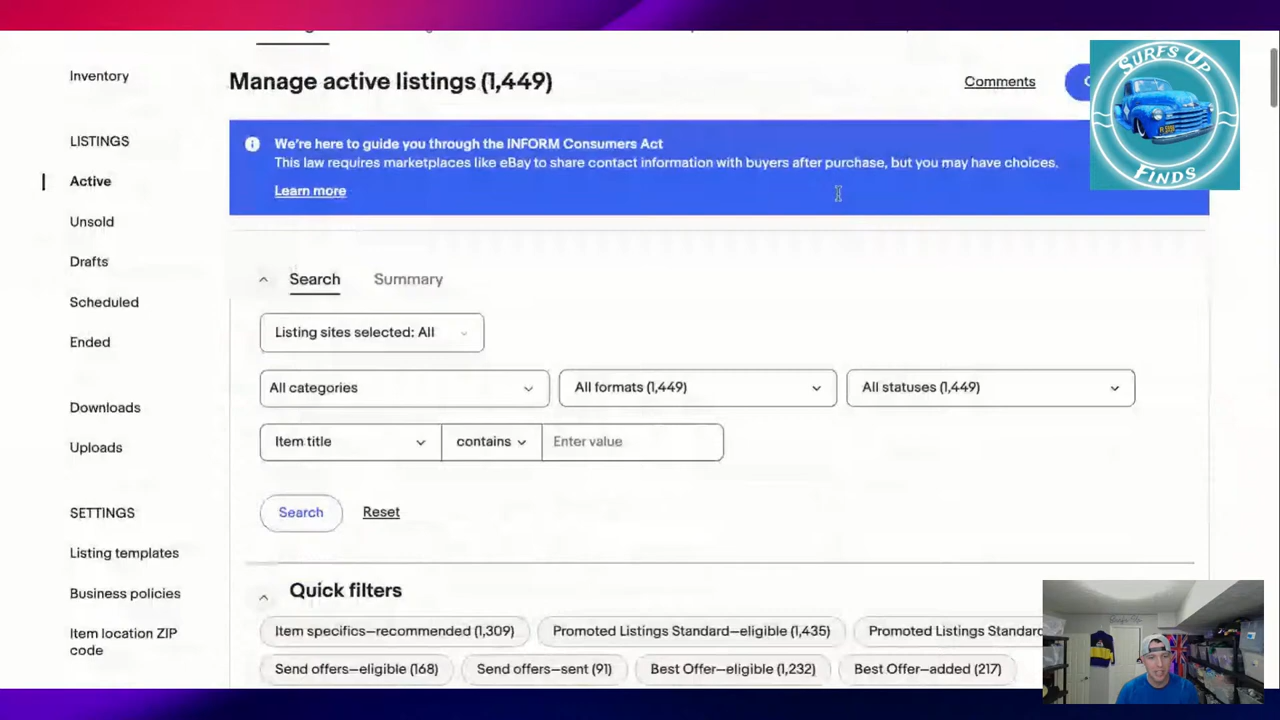 Inventory
Manage active listings (1,449)
Comments
SURFS UP
FINDS
We're here to guide you through the INFORM Consumers Act
This law requires marketplaces like eBay to share contact information with buyers after purchase, but you may have choices.
Learn more
LISTINGS
Active
Unsold
Drafts
Scheduled
Ended
Downloads
Uploads
SETTINGS
Listing templates
Business policies
Item location ZIP
code
Search Summary
Listing sites selected: All
All categories All formats (1,449) All statuses (1,449)
Item title contains Enter value
Search Reset
Quick filters
Item specifics—recommended (1,309) Promoted Listings Standard—eligible (1,435) Promoted Listings Standard
Send offers—eligible (168) Send offers—sent (91) Best Offer—eligible (1,232) Best Offer—added (217)